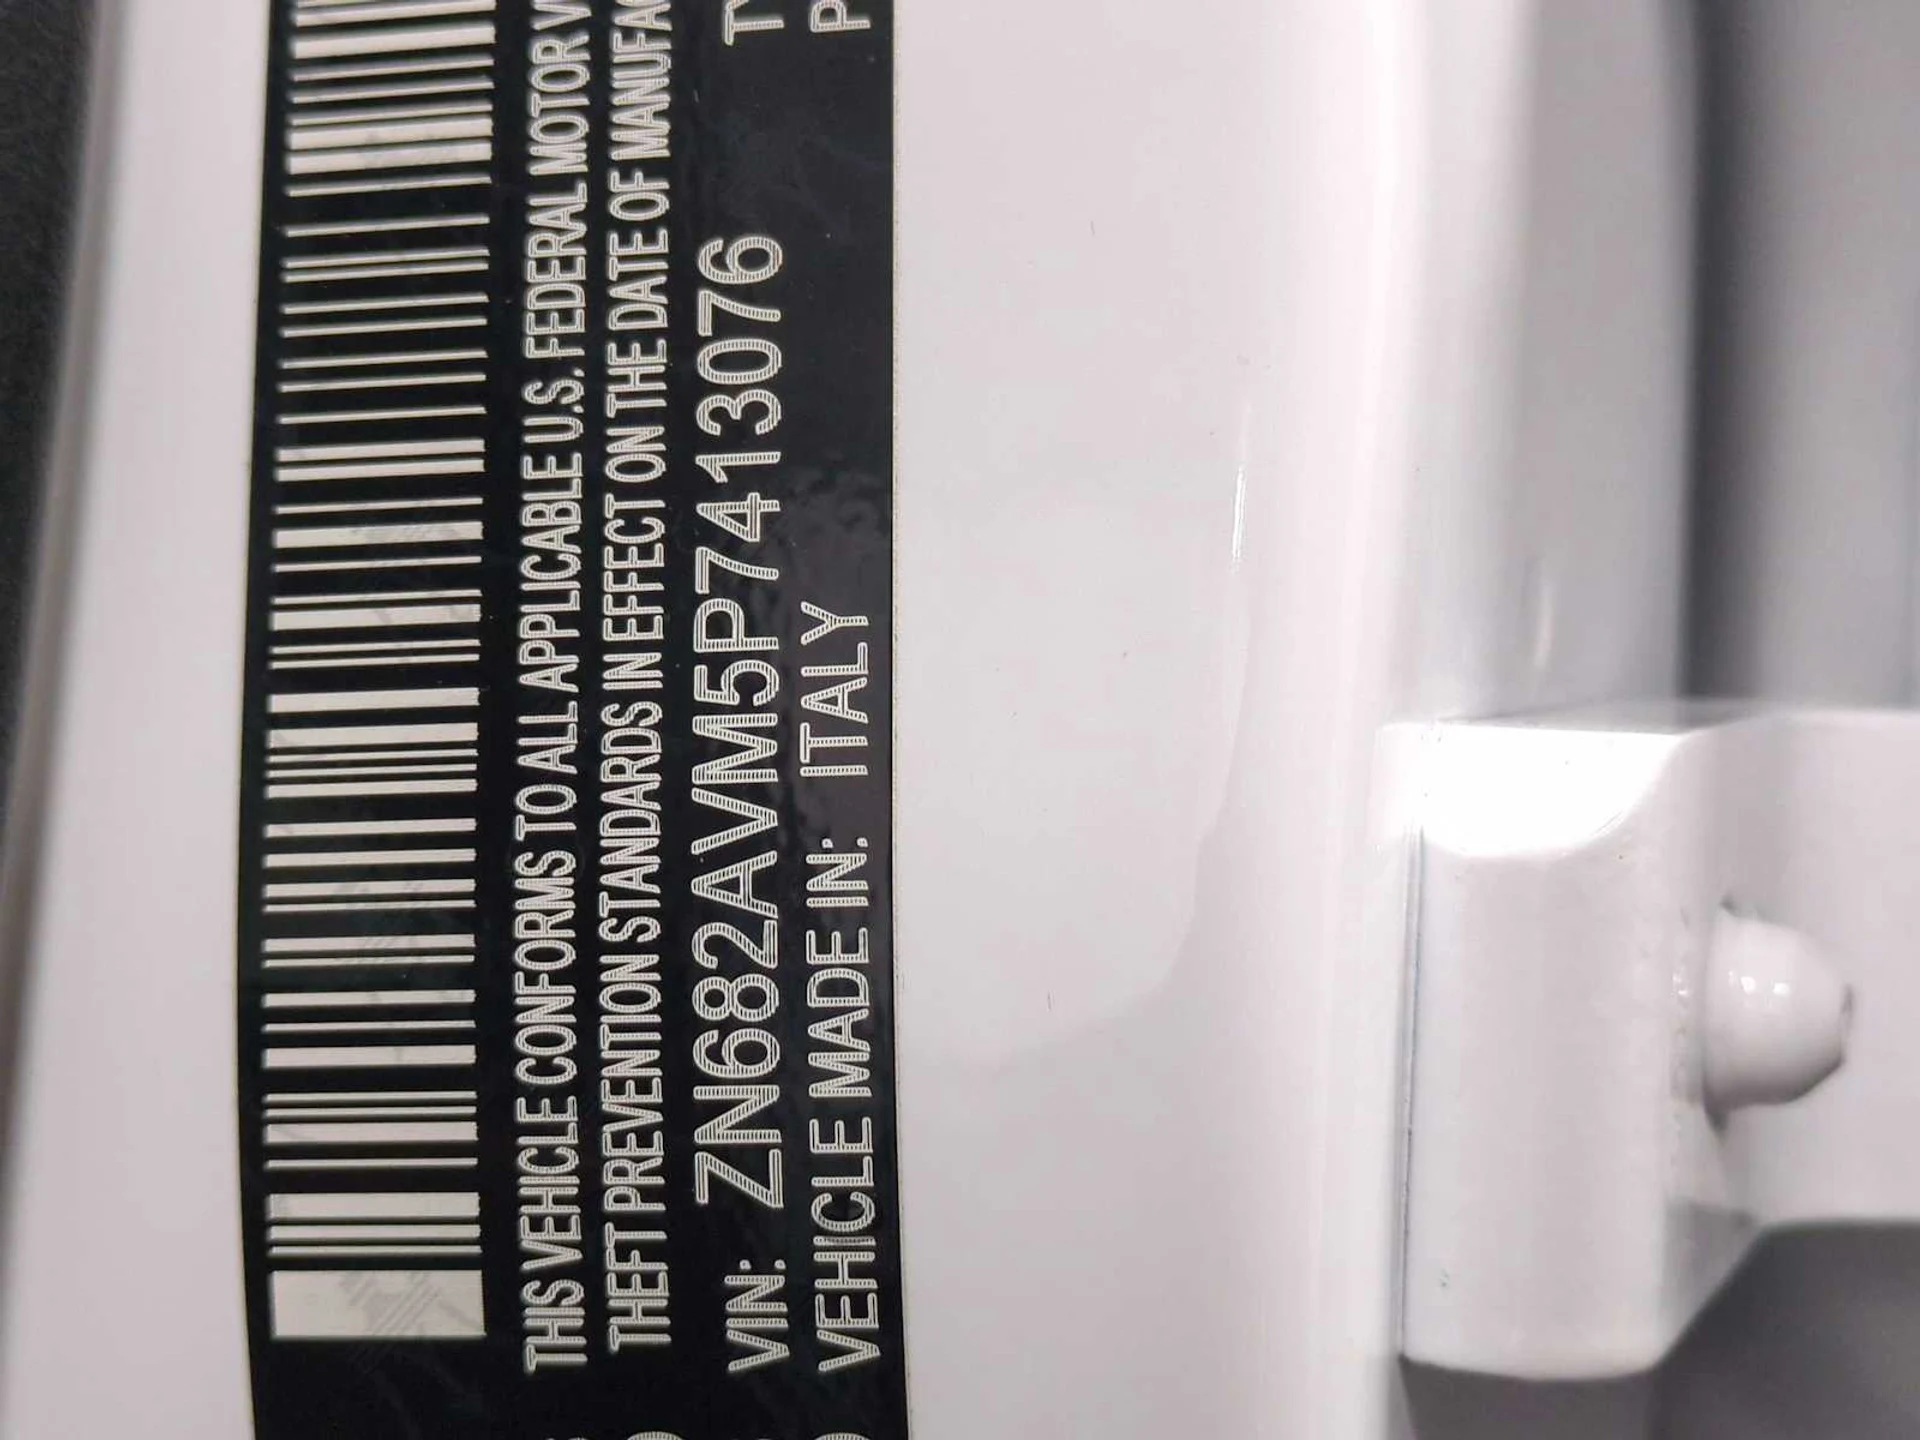 THIS VEHICLE CONFORMS TO ALL APPLICABLE U.S. FEDERAL MOTOR
THEFT PREVENTION STANDARDS IN EFFECT ON THE DATE OF
VIN: ZN682AVM5P7413076
VEHICLE MADE IN: ITALY